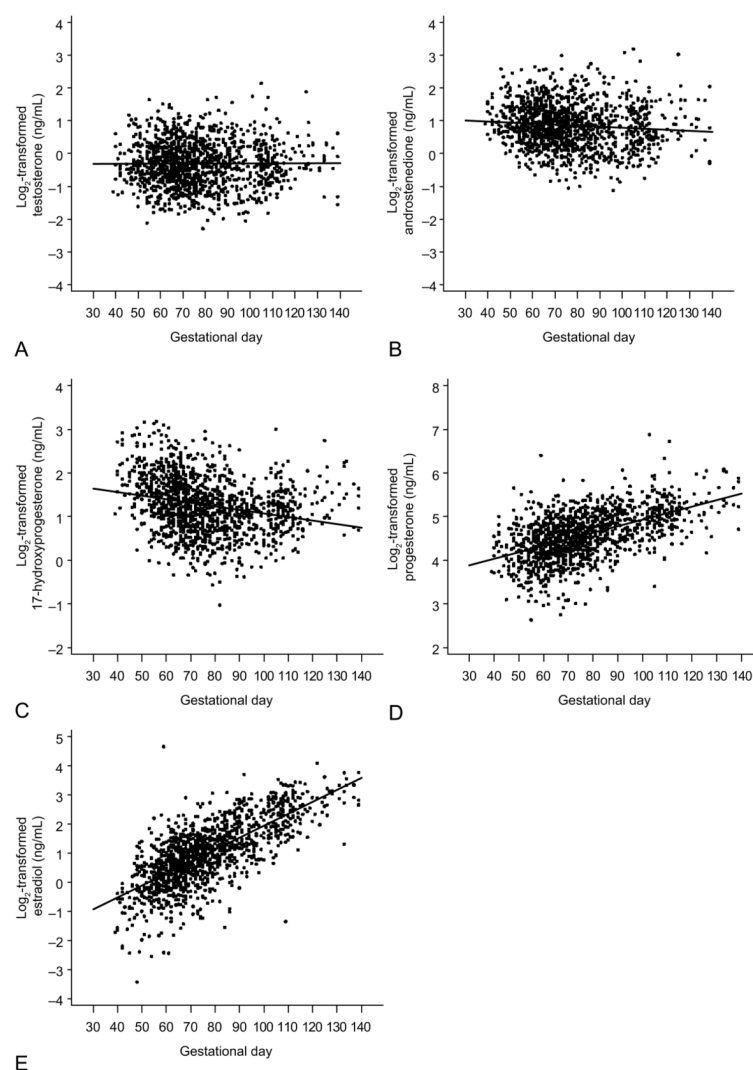 Log2-transformed
testosterone (ng/mL)
4
3
2
1
0
–1
–2
–3
–4
30 40 50 60 70 80 90 100 110 120 130 140
Gestational day
A
Log2-transformed
androstenedione (ng/mL)
4
3
2
1
0
–1
–2
–3
–4
30 40 50 60 70 80 90 100 110 120 130 140
Gestational day
B
Log2-transformed
17-hydroxyprogesterone (ng/mL)
4
3
2
1
0
–1
–2
30 40 50 60 70 80 90 100 110 120 130 140
Gestational day
C
Log2-transformed
progesterone (ng/mL)
8
7
6
5
4
3
2
30 40 50 60 70 80 90 100 110 120 130 140
Gestational day
D
Log2-transformed
estradiol (ng/mL)
5
4
3
2
1
0
–1
–2
–3
–4
30 40 50 60 70 80 90 100 110 120 130 140
Gestational day
E